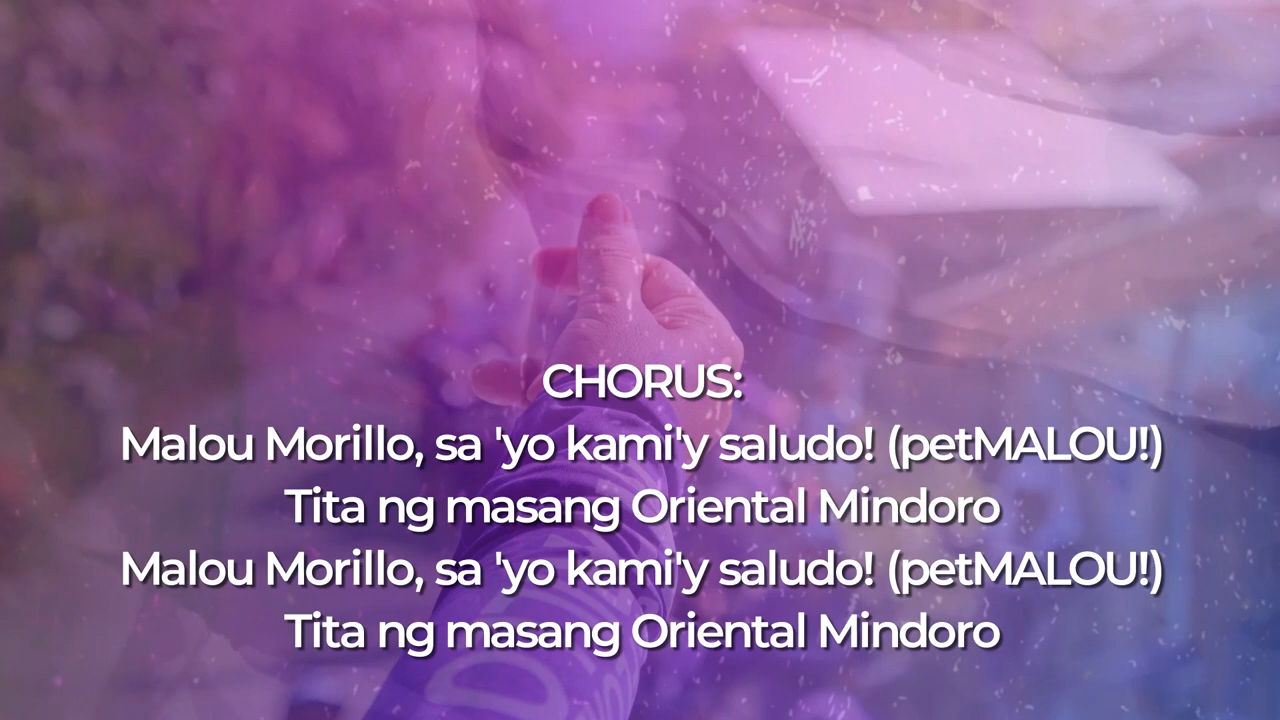 CHORUS:
Malou Morillo, sa 'yo kami'y saludo! (petMALOU!)
Tita ng masang Oriental Mindoro
Malou Morillo, sa 'yo kami'y saludo! (petMALOU!)
Tita ng masang Oriental Mindoro